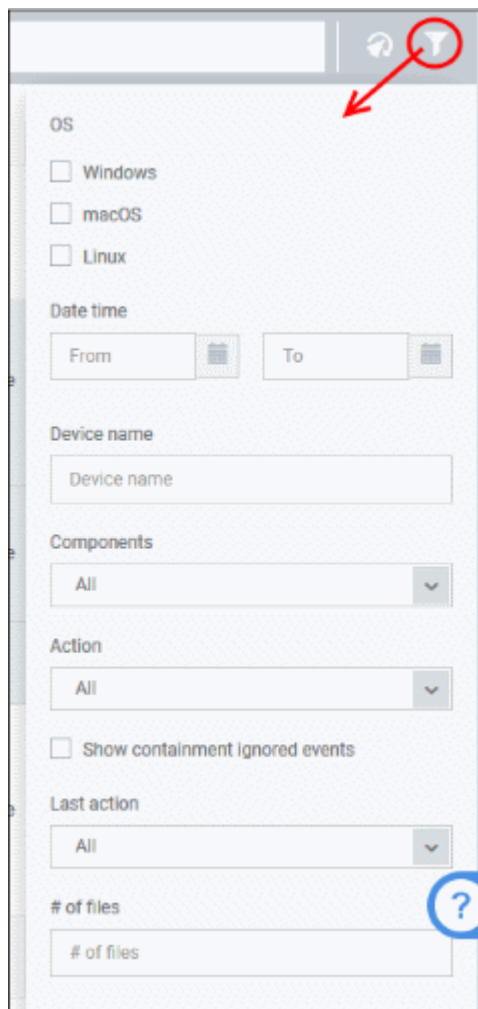 OS
Windows
macOS
Linux
Date time
From To
Device name
Device name
Components
All
Action
All
Show containment ignored events
Last action
All
?
# of files
# of files